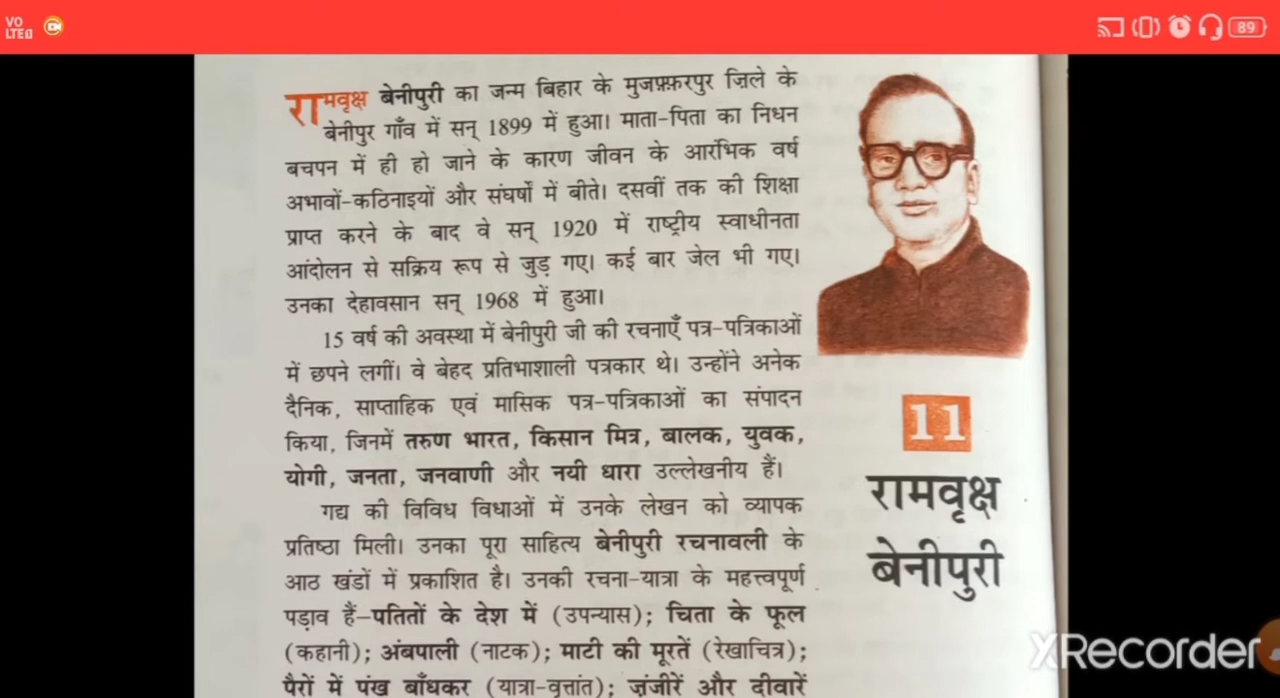 VO
LTE
89
रामवृक्ष बेनीपुरी का जन्म बिहार के मुज़फ़्फ़रपुर ज़िले के
बेनीपुर गाँव में सन् 1899 में हुआ। माता-पिता का निधन
बचपन में ही हो जाने के कारण जीवन के आरंभिक वर्ष
अभावों-कठिनाइयों और संघर्षों में बीते। दसवीं तक की शिक्षा
प्राप्त करने के बाद वे सन् 1920 में राष्ट्रीय स्वाधीनता
आंदोलन से सक्रिय रूप से जुड़ गए। कई बार जेल भी गए।
उनका देहावसान सन् 1968 में हुआ।
15 वर्ष की अवस्था में बेनीपुरी जी की रचनाएँ पत्र-पत्रिकाओं
में छपने लगीं। वे बेहद प्रतिभाशाली पत्रकार थे। उन्होंने अनेक
दैनिक, साप्ताहिक एवं मासिक पत्र-पत्रिकाओं का संपादन
किया, जिनमें तरुण भारत, किसान मित्र, बालक, युवक,
योगी, जनता, जनवाणी और नयी धारा उल्लेखनीय हैं।
गद्य की विविध विधाओं में उनके लेखन को व्यापक
प्रतिष्ठा मिली। उनका पूरा साहित्य बेनीपुरी रचनावली के
आठ खंडों में प्रकाशित है। उनकी रचना-यात्रा के महत्त्वपूर्ण
पड़ाव हैं-पतितों के देश में (उपन्यास); चिता के फूल
(कहानी); अंबपाली (नाटक); माटी की मूरतें (रेखाचित्र);
पैरों में पंख बाँधकर (यात्रा-वृत्तांत); ज़ंजीरें और दीवारें
11
रामवृक्ष
बेनीपुरी
XRecorder